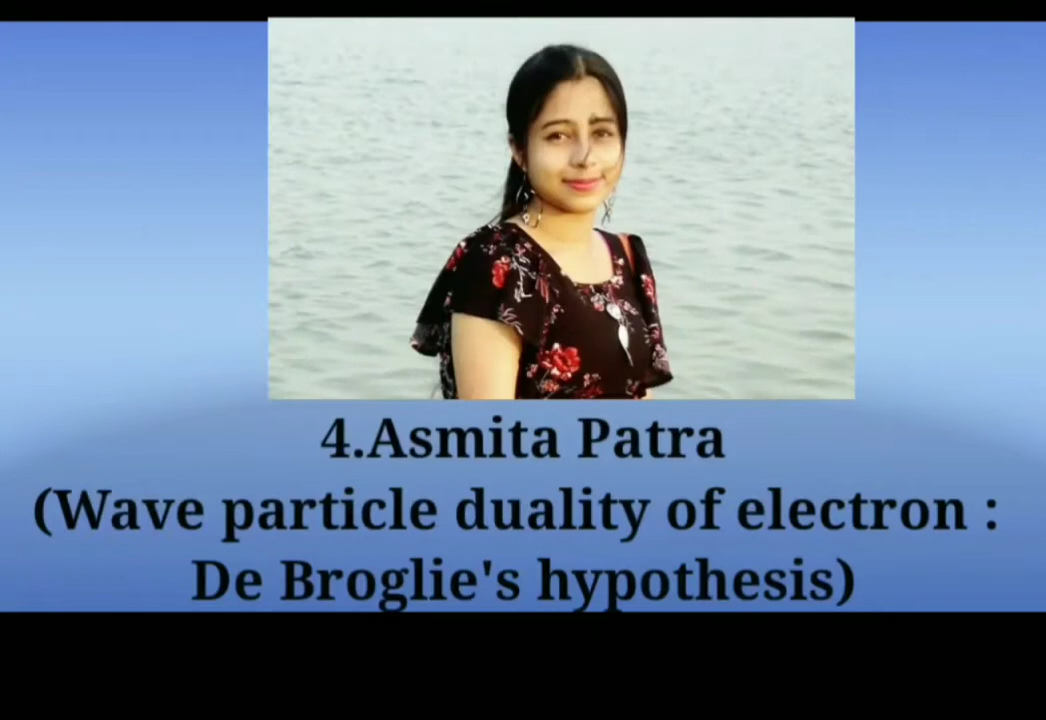 4.Asmita Patra
(Wave particle duality of electron :
De Broglie's hypothesis)